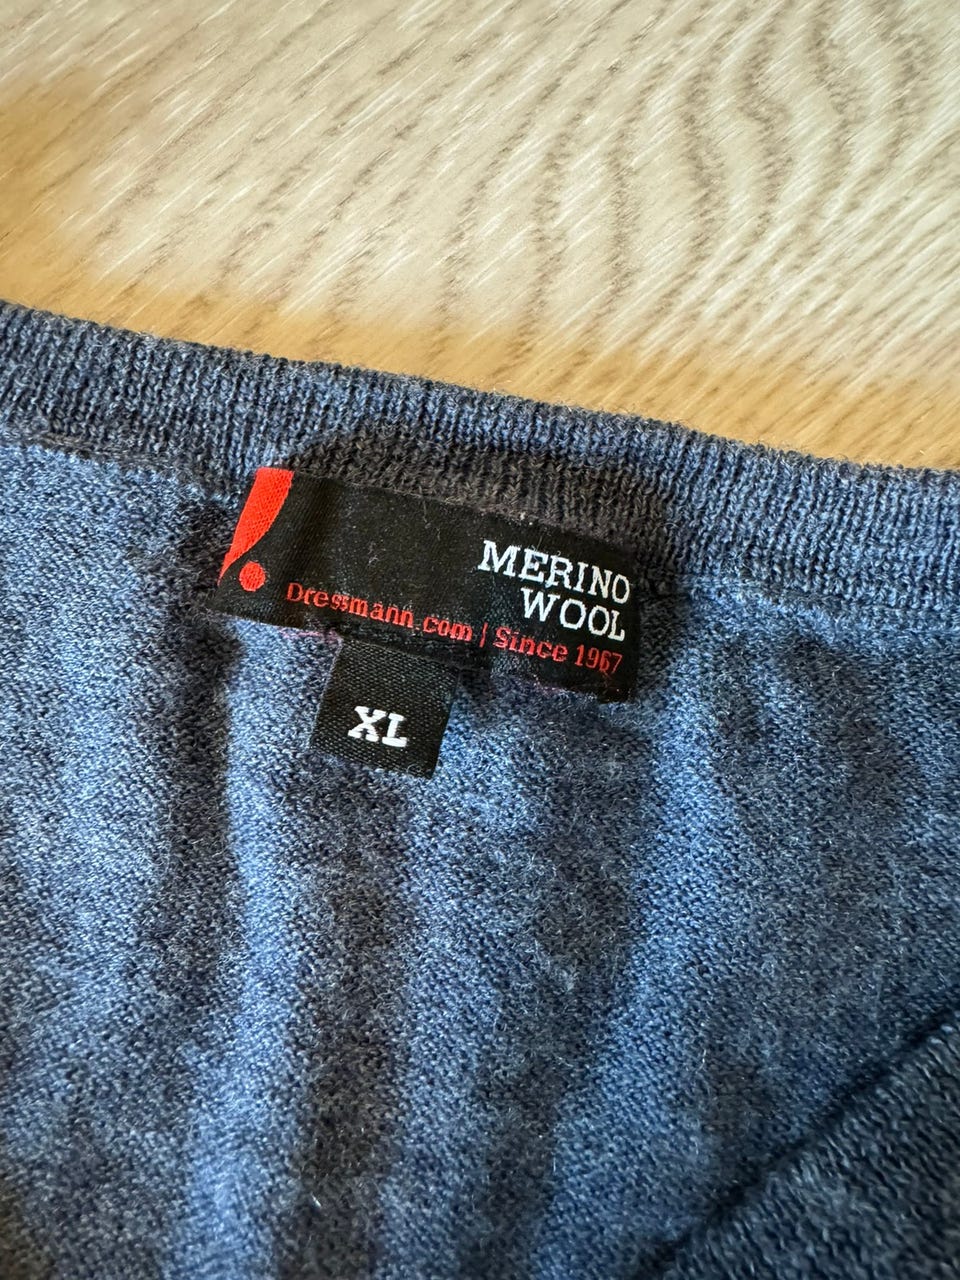 MERINO
WOOL
Dressmann.com | Since 1967
XL